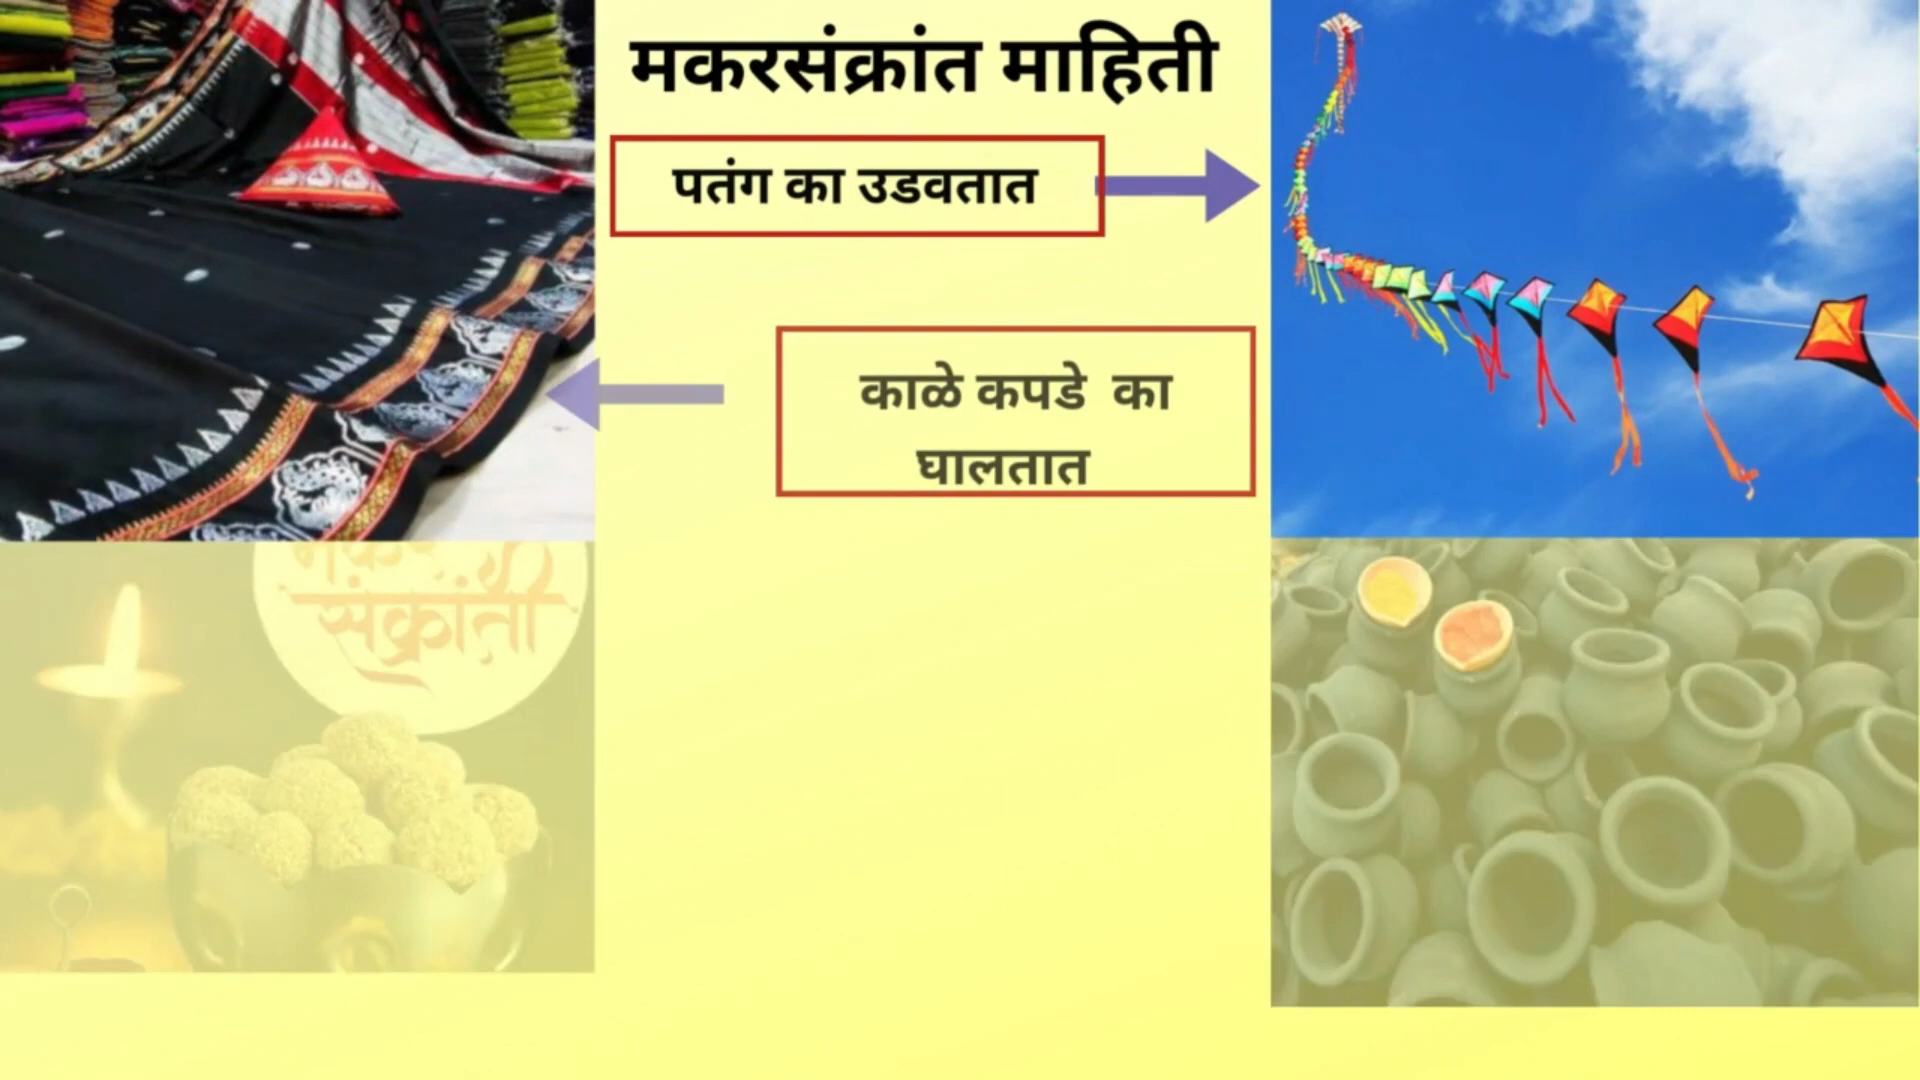 मकरसंक्रांत माहिती
पतंग का उडवतात
काळे कपडे का
घालतात
संक्रांती